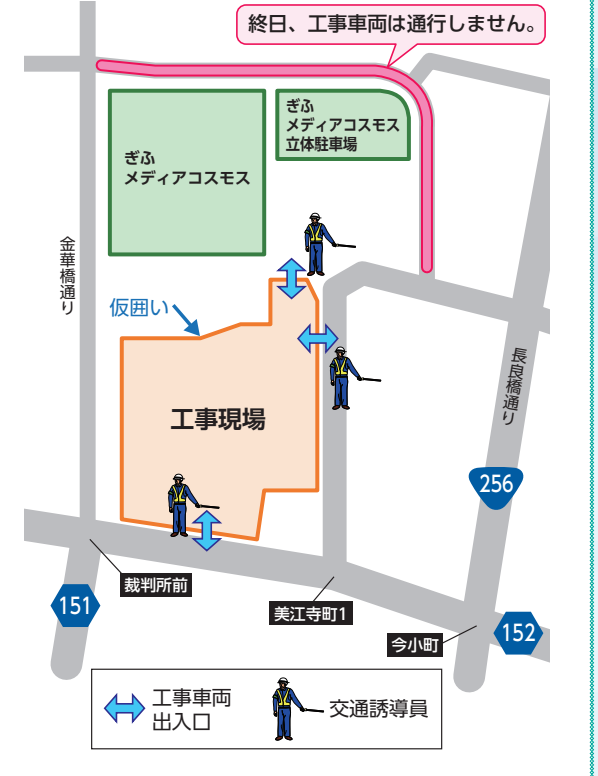 終日、工事車両は通行しません。
ぎふ
メディアコスモス
立体駐車場
ぎふ
メディアコスモス
金華橋通り
仮囲い
長良橋通り
工事現場
256
裁判所前
151
美江寺町1
今小町
152
工事車両
出入口
交通誘導員